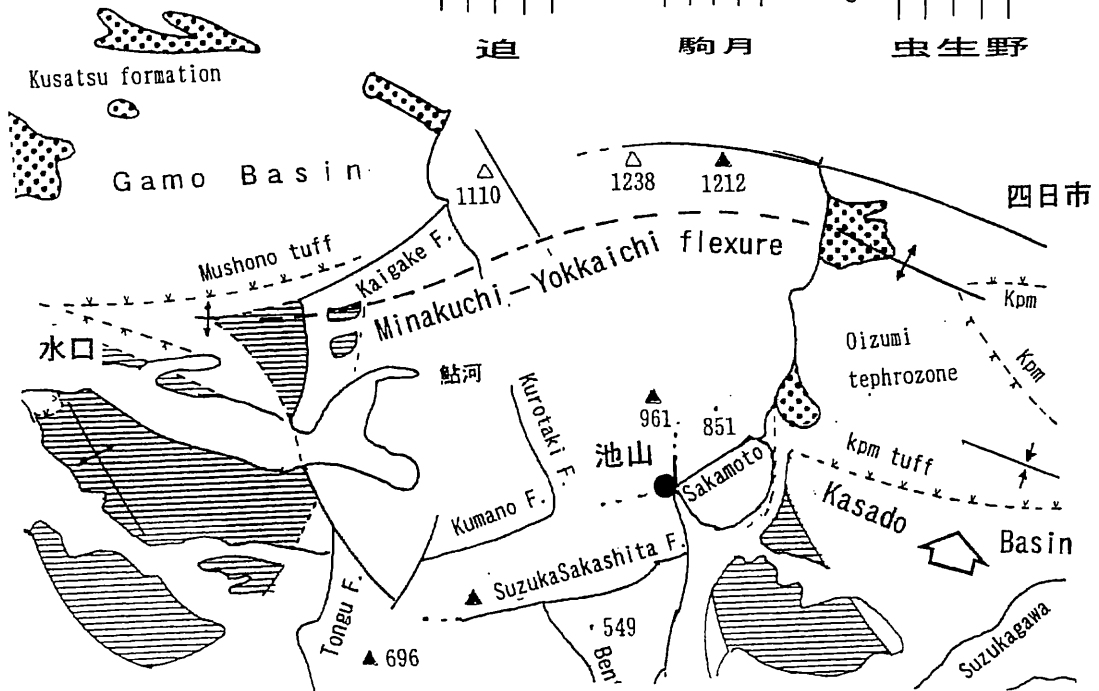 迫 駒月 虫生野
Kusatsu formation
Gamo Basin
1110
1238
1212
四日市
Mushono tuff
Kaigake F.
Minakuchi-Yokkaichi flexure
Kpm
水口
鮎河
Oizumi
tephrozone
Kpm
Kurotaki F.
961
851
池山
Sakamoto
kpm tuff
Kasado
Basin
Kumano F.
SuzukaSakashita F.
Tongu F.
549
Ben
696
Suzukagawa